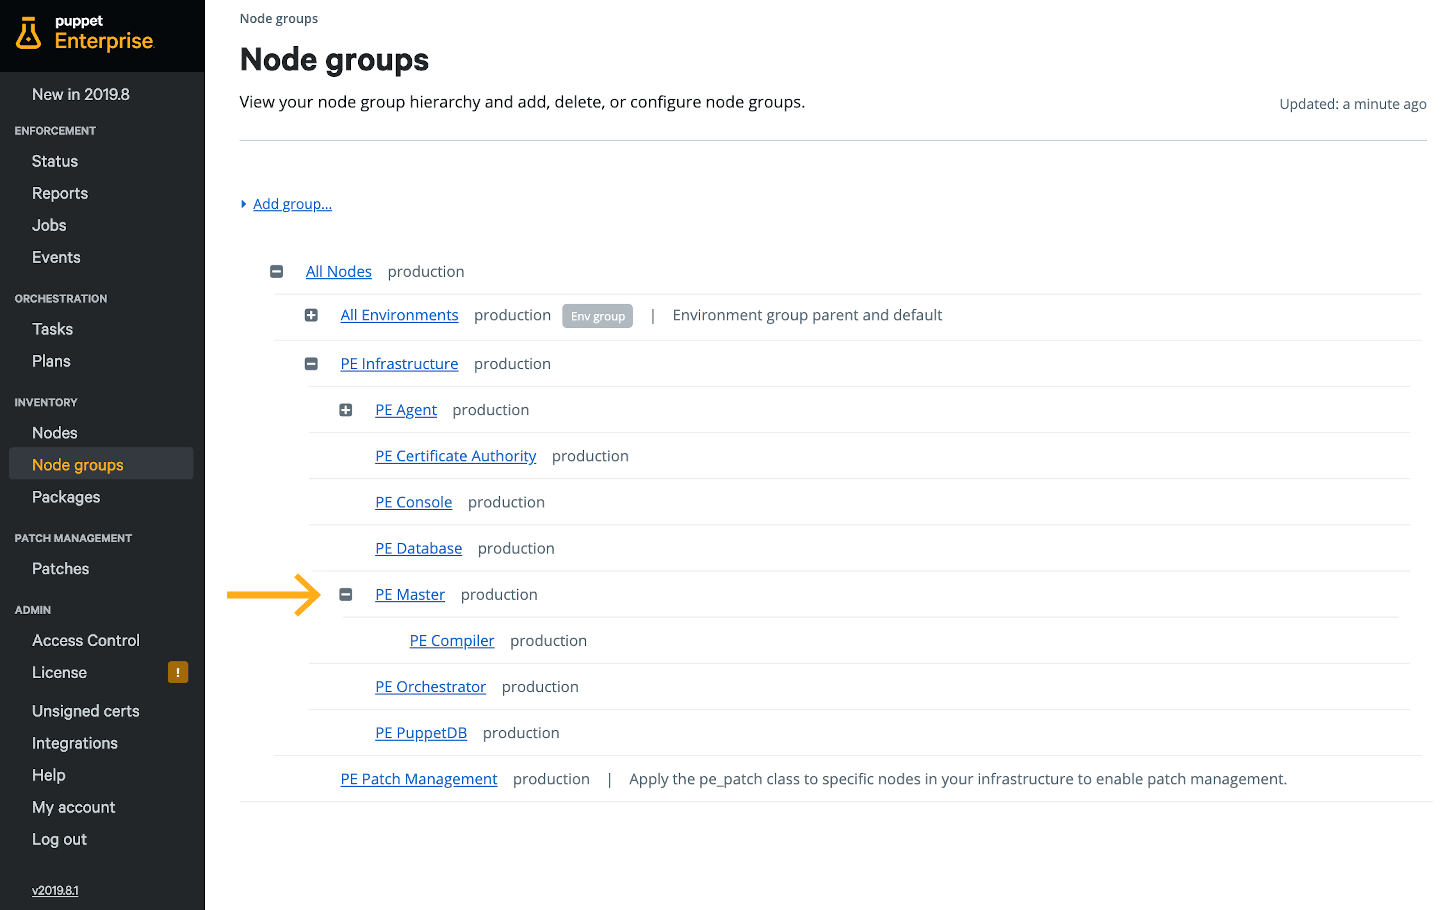 puppet
Enterprise
New in 2019.8
ENFORCEMENT
Status
Reports
Jobs
Events
ORCHESTRATION
Tasks
Plans
INVENTORY
Nodes
Node groups
Packages
PATCH MANAGEMENT
Patches
ADMIN
Access Control
License !
Unsigned certs
Integrations
Help
My account
Log out
v2019.8.1
Node groups
Node groups
View your node group hierarchy and add, delete, or configure node groups.
Updated: a minute ago
Add group...
All Nodes production
All Environments production Env group | Environment group parent and default
PE Infrastructure production
PE Agent production
PE Certificate Authority production
PE Console production
PE Database production
PE Master production
PE Compiler production
PE Orchestrator production
PE PuppetDB production
PE Patch Management production | Apply the pe_patch class to specific nodes in your infrastructure to enable patch management.